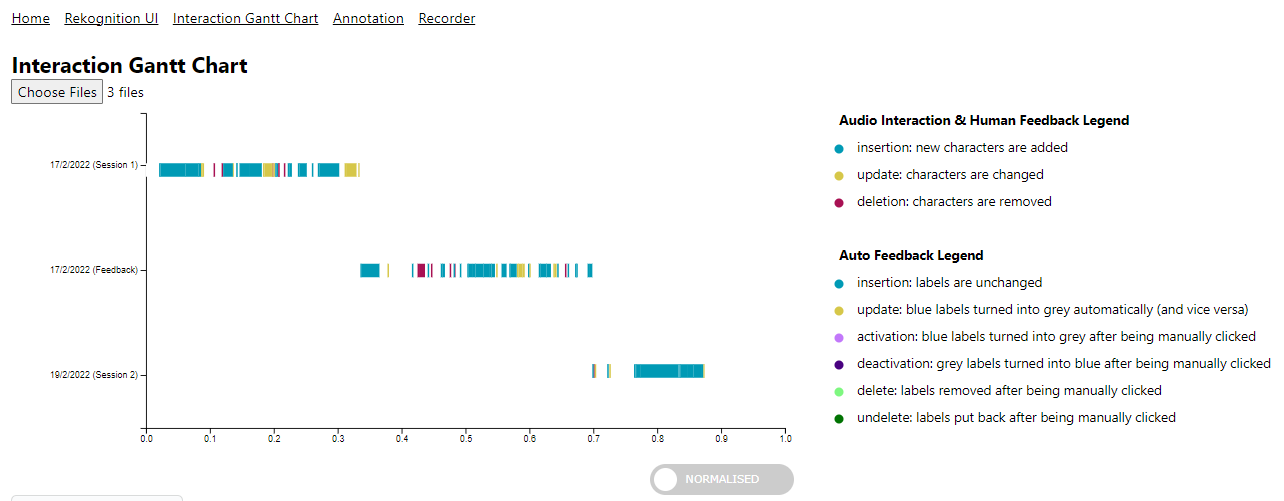 Home Rekognition UI Interaction Gantt Chart Annotation Recorder
Interaction Gantt Chart
Choose Files 3 files
17/2/2022 (Session 1)
17/2/2022 (Feedback)
19/2/2022 (Session 2)
0.0 0.1 0.2 0.3 0.4 0.5 0.6 0.7 0.8 0.9 1.0
NORMALISED
Audio Interaction & Human Feedback Legend
insertion: new characters are added
update: characters are changed
deletion: characters are removed
Auto Feedback Legend
insertion: labels are unchanged
update: blue labels turned into grey automatically (and vice versa)
activation: blue labels turned into grey after being manually clicked
deactivation: grey labels turned into blue after being manually clicked
delete: labels removed after being manually clicked
undelete: labels put back after being manually clicked